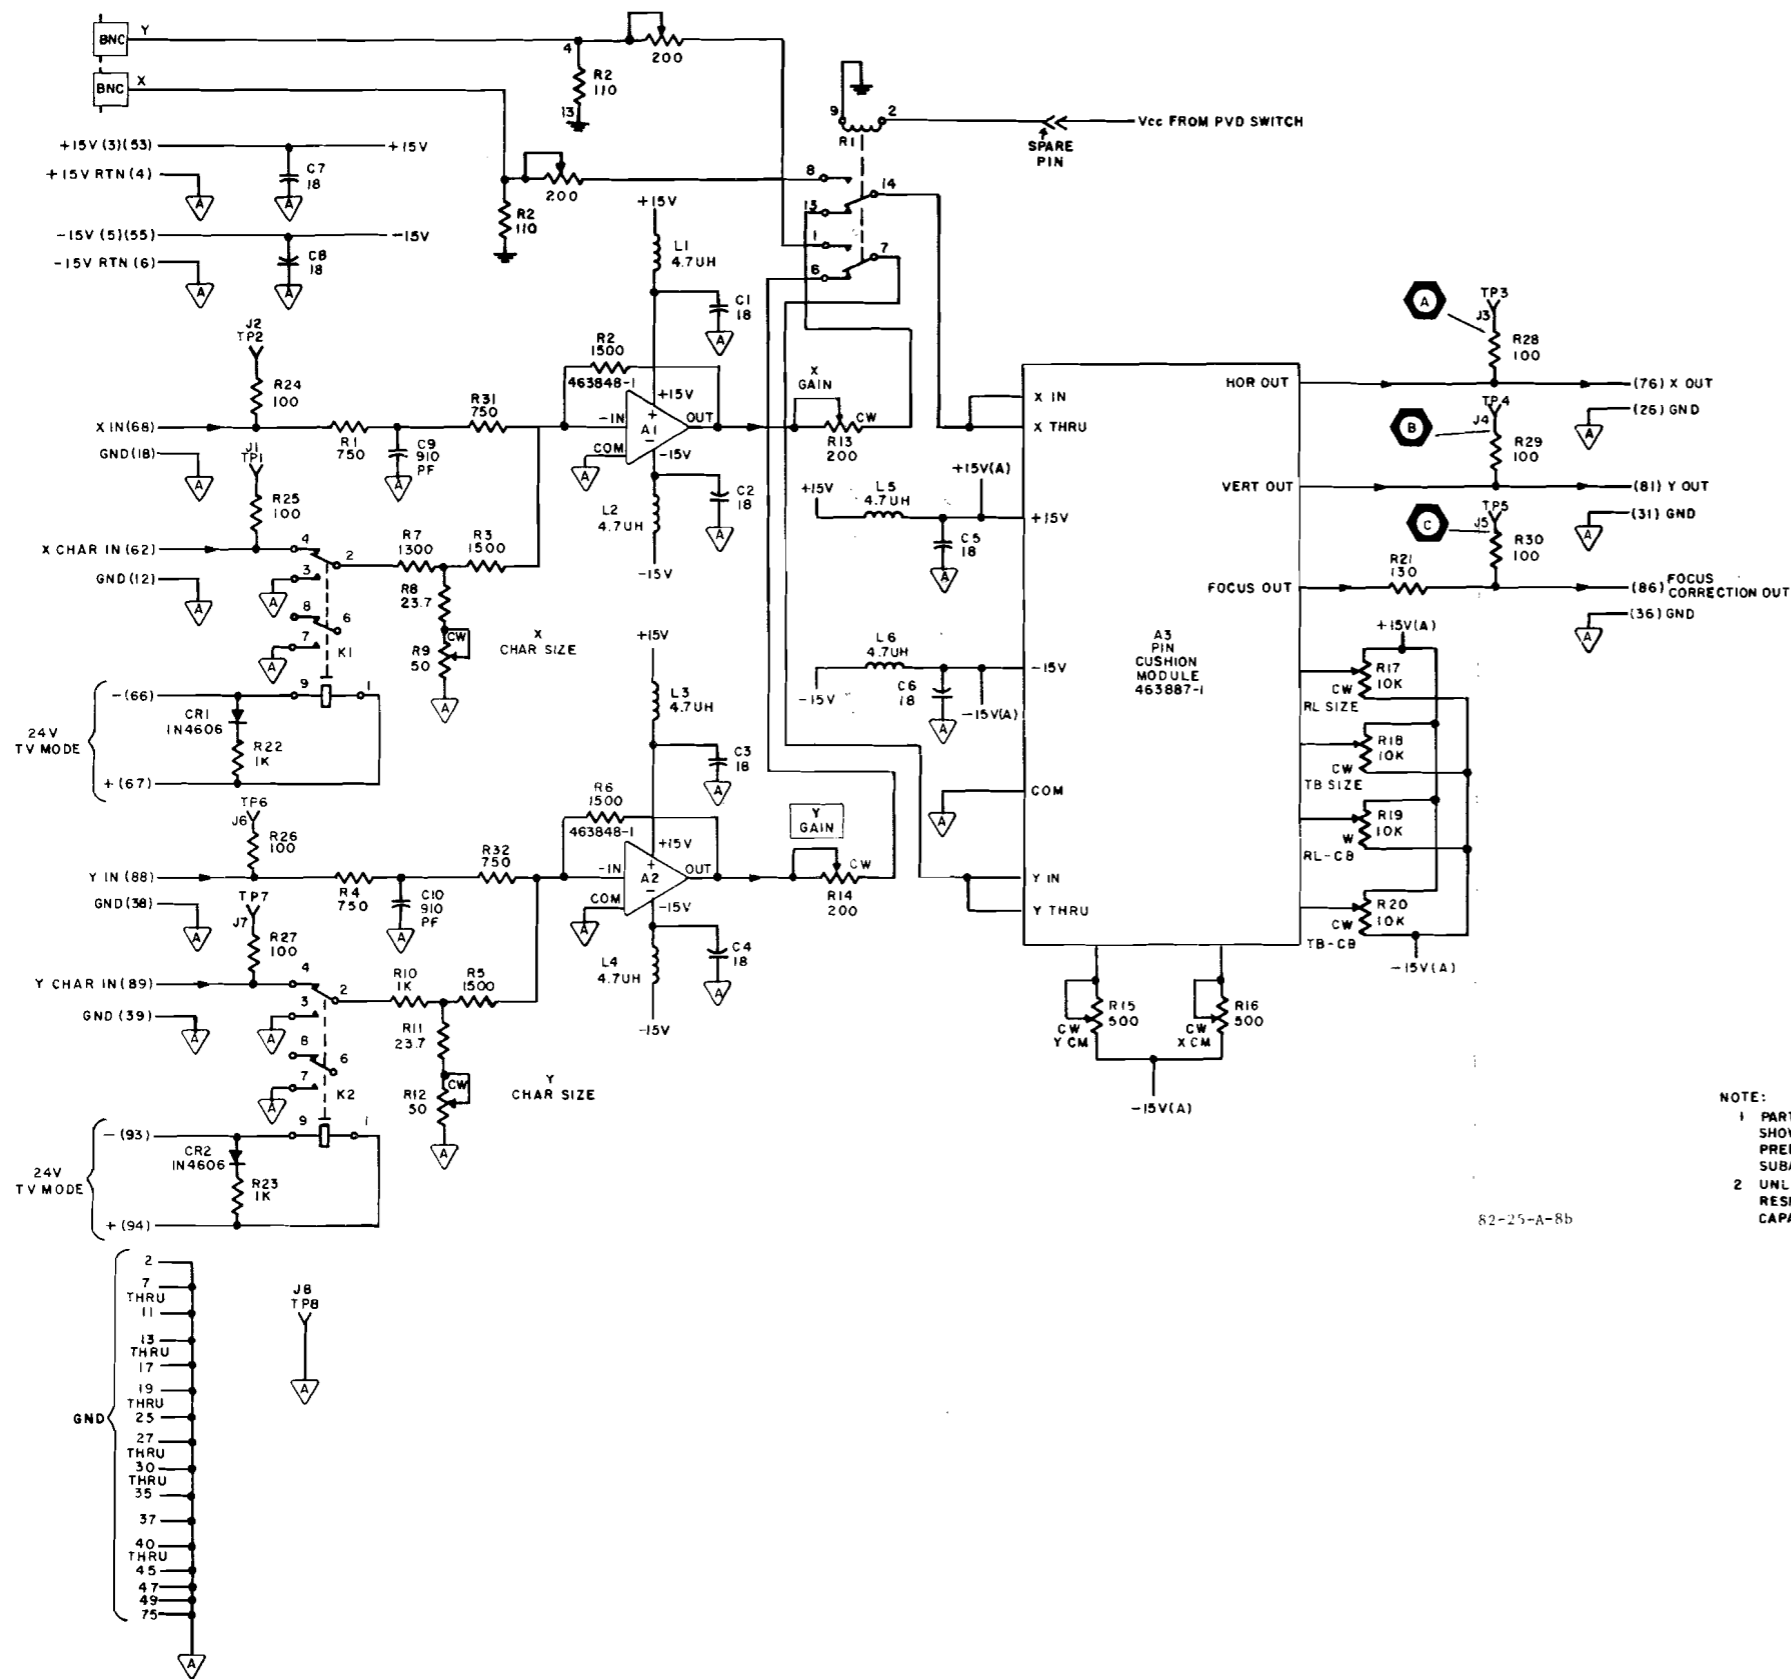 BNC Y
BNC X
4
R2
110
13
200
9 2
R1
Vcc FROM PVD SWITCH
SPARE
PIN
+15V (3)(53) +15V
C7
18
+15V RTN (4)
A A
-15V (5)(55) -15V
C8
18
-15V RTN (6)
A A
200
R2
110
8
14
13
1
7
6
+15V
L1
4.7UH
C1
18
A
J2
TP2
R24
100
R2
1500
463848-1
+15V
X IN (68)
R1
750
C9
910
PF
A
R31
750
-IN
+
A1
-
OUT
COM
-15V
A
GND (18)
A
X
GAIN
CW
R13
200
C2
18
A
L2
4.7UH
-15V
J1
TP1
R25
100
X CHAR IN (62)
4
2
3
R7
1300
R3
1500
GND (12)
A A
8
6
7
A
K1
R8
23.7
CW
R9
50
A
X
CHAR SIZE
24V
TV MODE
-(66)
9 1
CR1
IN4606
R22
1K
+(67)
+15V
L3
4.7UH
C3
18
A
TP6
J6
R26
100
R6
1500
463848-1
+15V
Y IN (88)
R4
750
C10
910
PF
A
R32
750
-IN
+
A2
-
OUT
COM
-15V
A
GND (38)
A
Y
GAIN
CW
R14
200
C4
18
A
L4
4.7UH
-15V
TP7
J7
R27
100
Y CHAR IN (89)
4
2
3
R10
1K
R5
1500
GND (39)
A A
8
6
7
A
K2
R11
23.7
CW
R12
50
A
Y
CHAR SIZE
24V
TV MODE
-(93)
9 1
CR2
IN4606
R23
1K
+(94)
X IN
X THRU
+15V(A)
+15V
L5
4.7UH
+15V
C5
18
A
L6
4.7UH
-15V
-15V
C6
18
-15V(A)
A
COM
A
Y IN
Y THRU
A3
PIN
CUSHION
MODULE
463887-1
HOR OUT
VERT OUT
FOCUS OUT
A
TP3
J3
R28
100
(76) X OUT
(26) GND
A
B
TP4
J4
R29
100
(81) Y OUT
(31) GND
A
C
TP5
J5
R30
100
R21
130
(86) FOCUS
CORRECTION OUT
(36) GND
A
+15V(A)
R17
10K
CW
RL SIZE
R18
10K
CW
TB SIZE
R19
10K
W
RL-CB
R20
10K
CW
TB-CB
-15V(A)
R15
500
CW
Y CM
R16
500
CW
X CM
-15V(A)
GND
2
7
THRU
11
13
THRU
17
19
THRU
25
27
THRU
30
THRU
35
37
40
THRU
45
47
49
75
A
J8
TP8
A
82-25-A-8b
NOTE:
1 PART
SHOW
PRE
SUBA
2 UNL
RESI
CAPA